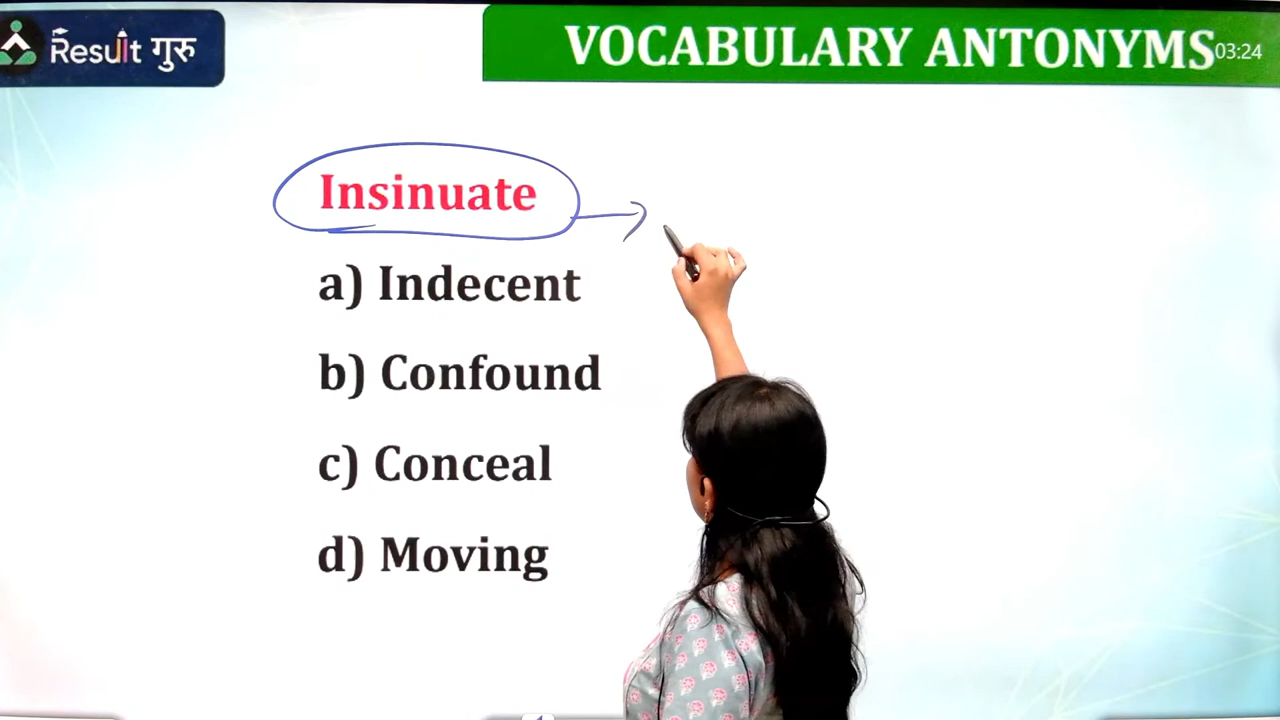 Result गुरु
VOCABULARY ANTONYMS
03:24
Insinuate
a) Indecent
b) Confound
c) Conceal
d) Moving